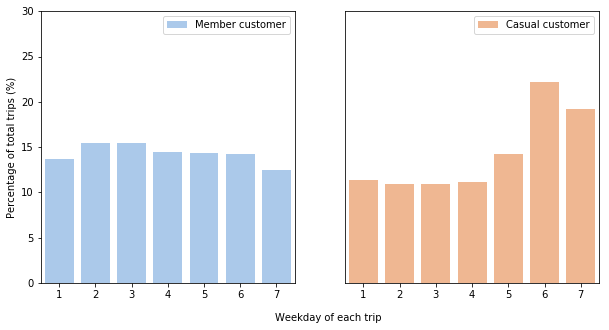 30
25
20
15
10
5
0
Percentage of total trips (%)
Member customer
1 2 3 4 5 6 7
Casual customer
1 2 3 4 5 6 7
Weekday of each trip